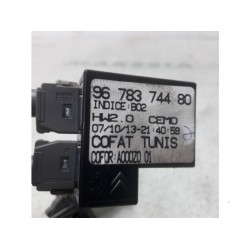 96 783 744 80
INDICE:B02
HW2.0 CEMO
07/10/13-21:40:59
COFAT TUNIS
COFOR:A000Z0 01